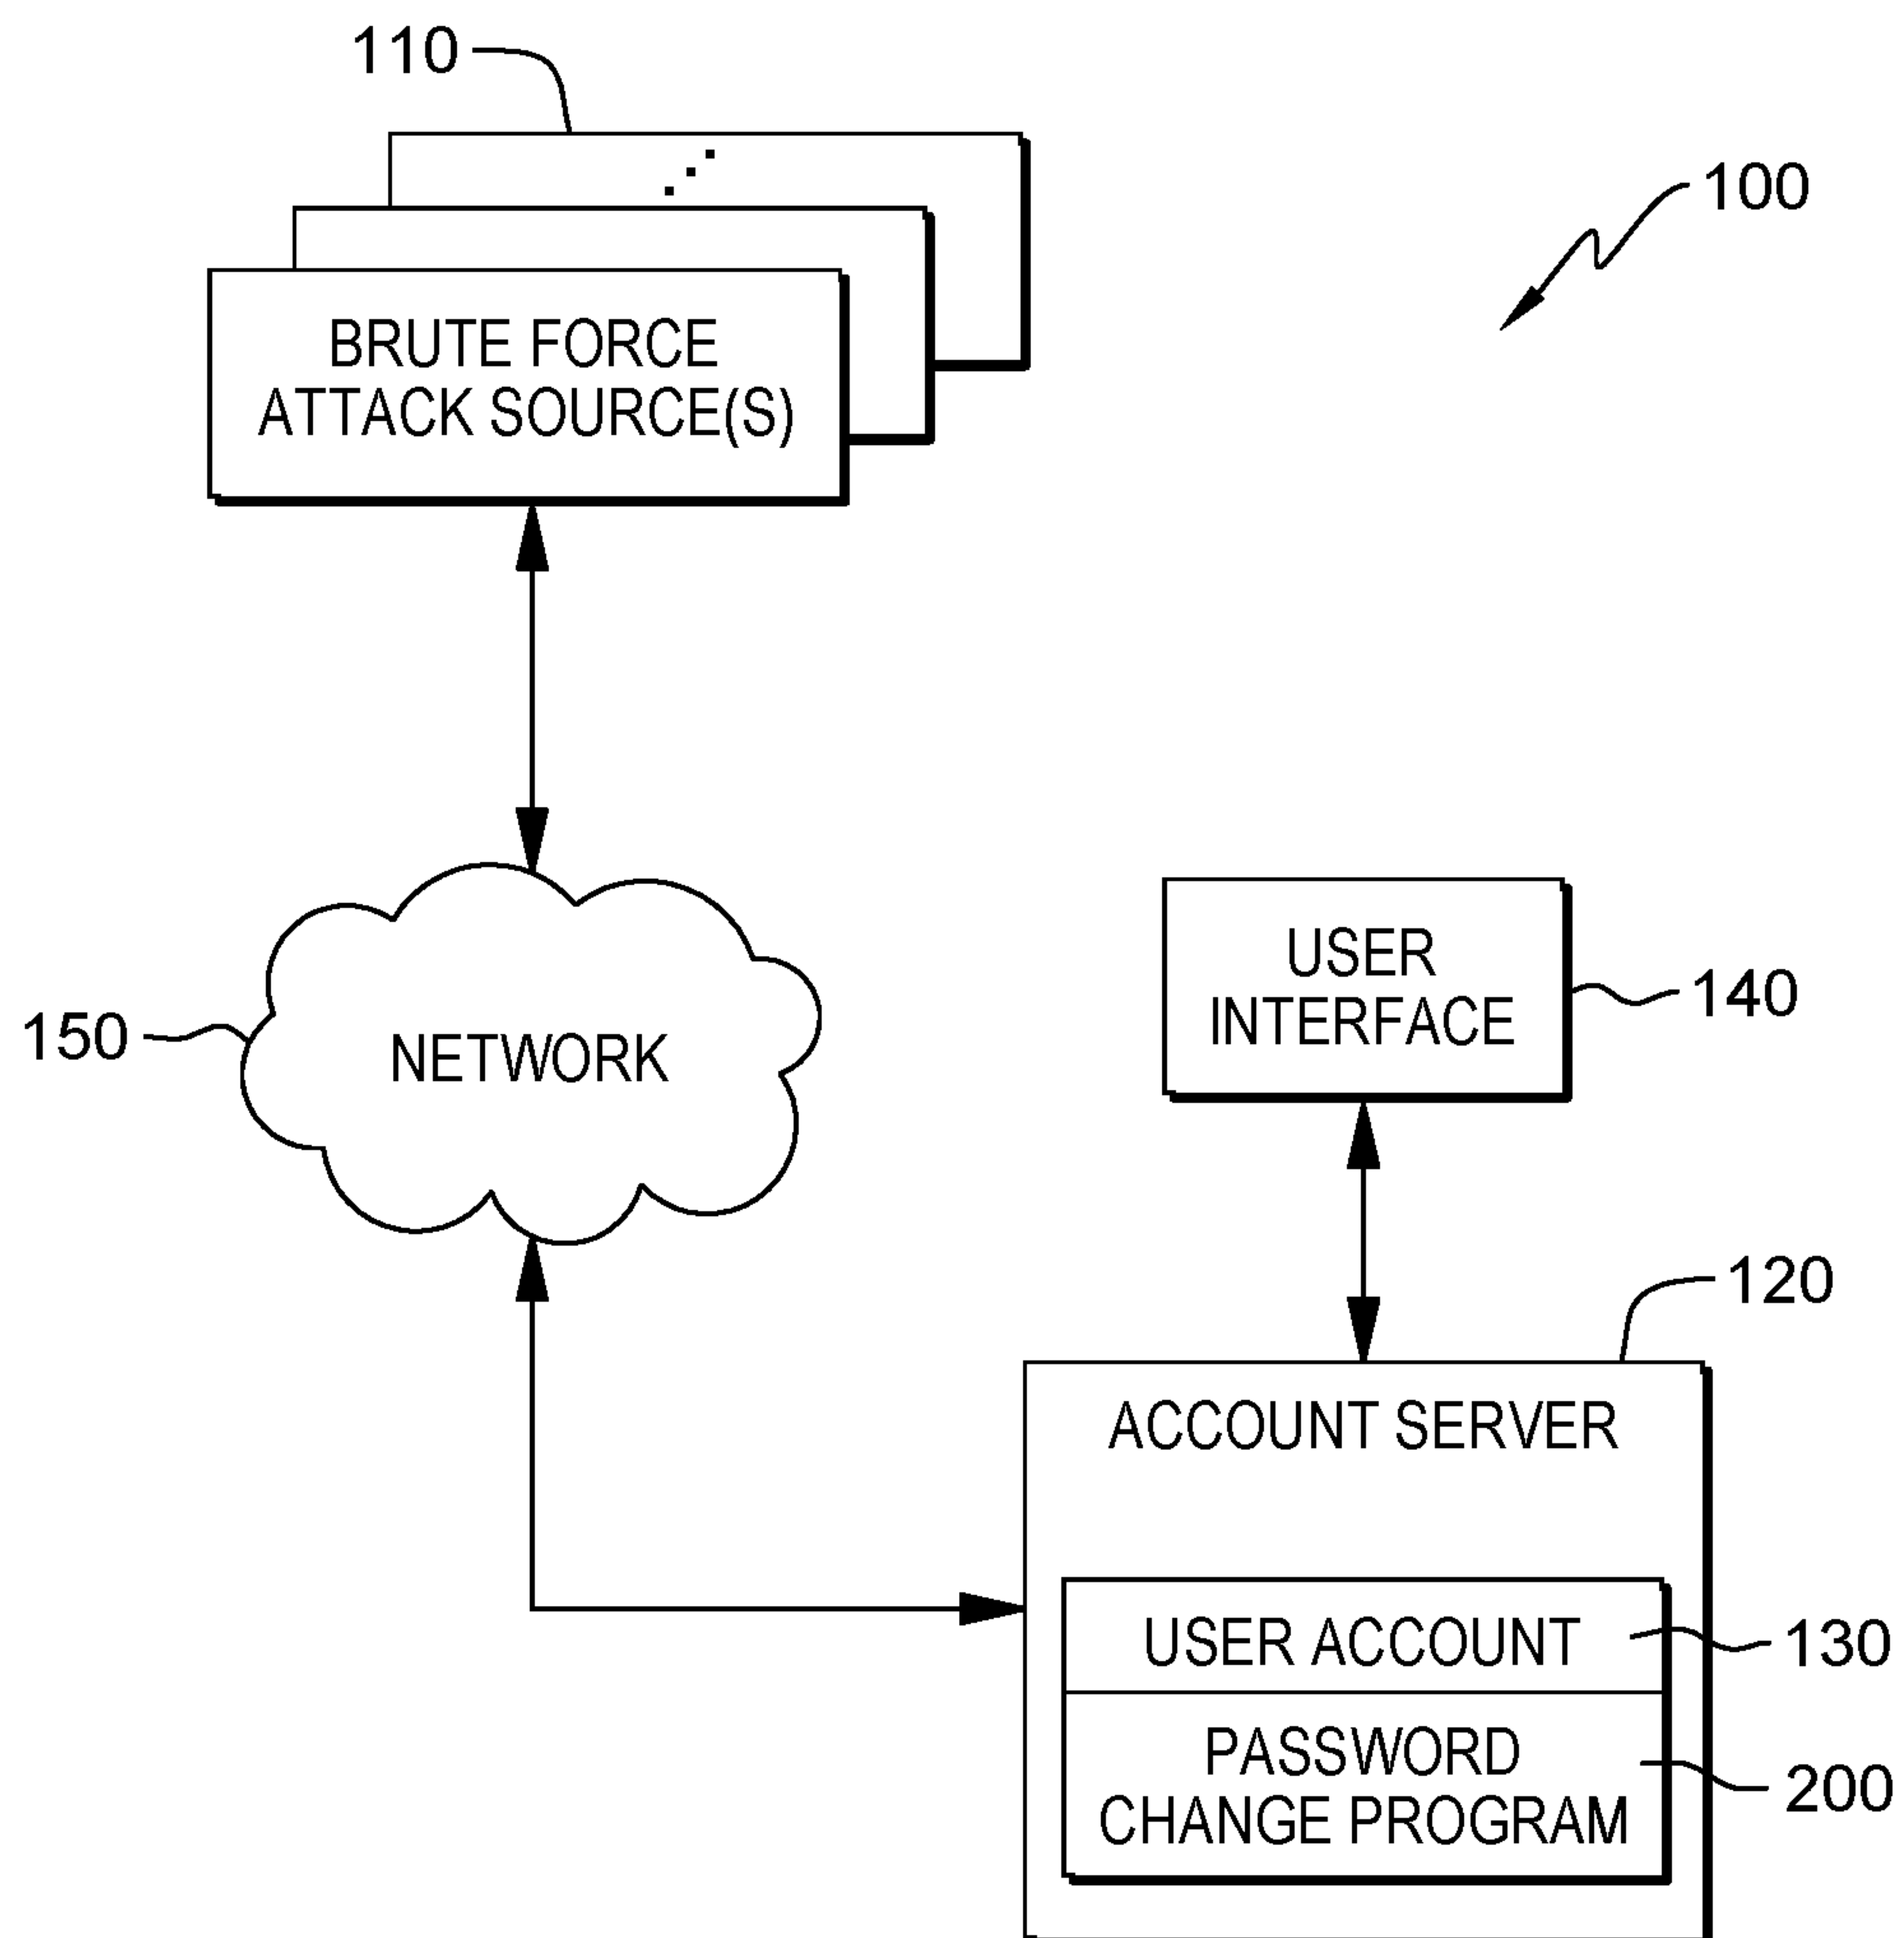 110
100
BRUTE FORCE
ATTACK SOURCE(S)
USER
INTERFACE
140
150
NETWORK
120
ACCOUNT SERVER
USER ACCOUNT
130
PASSWORD
CHANGE PROGRAM
200